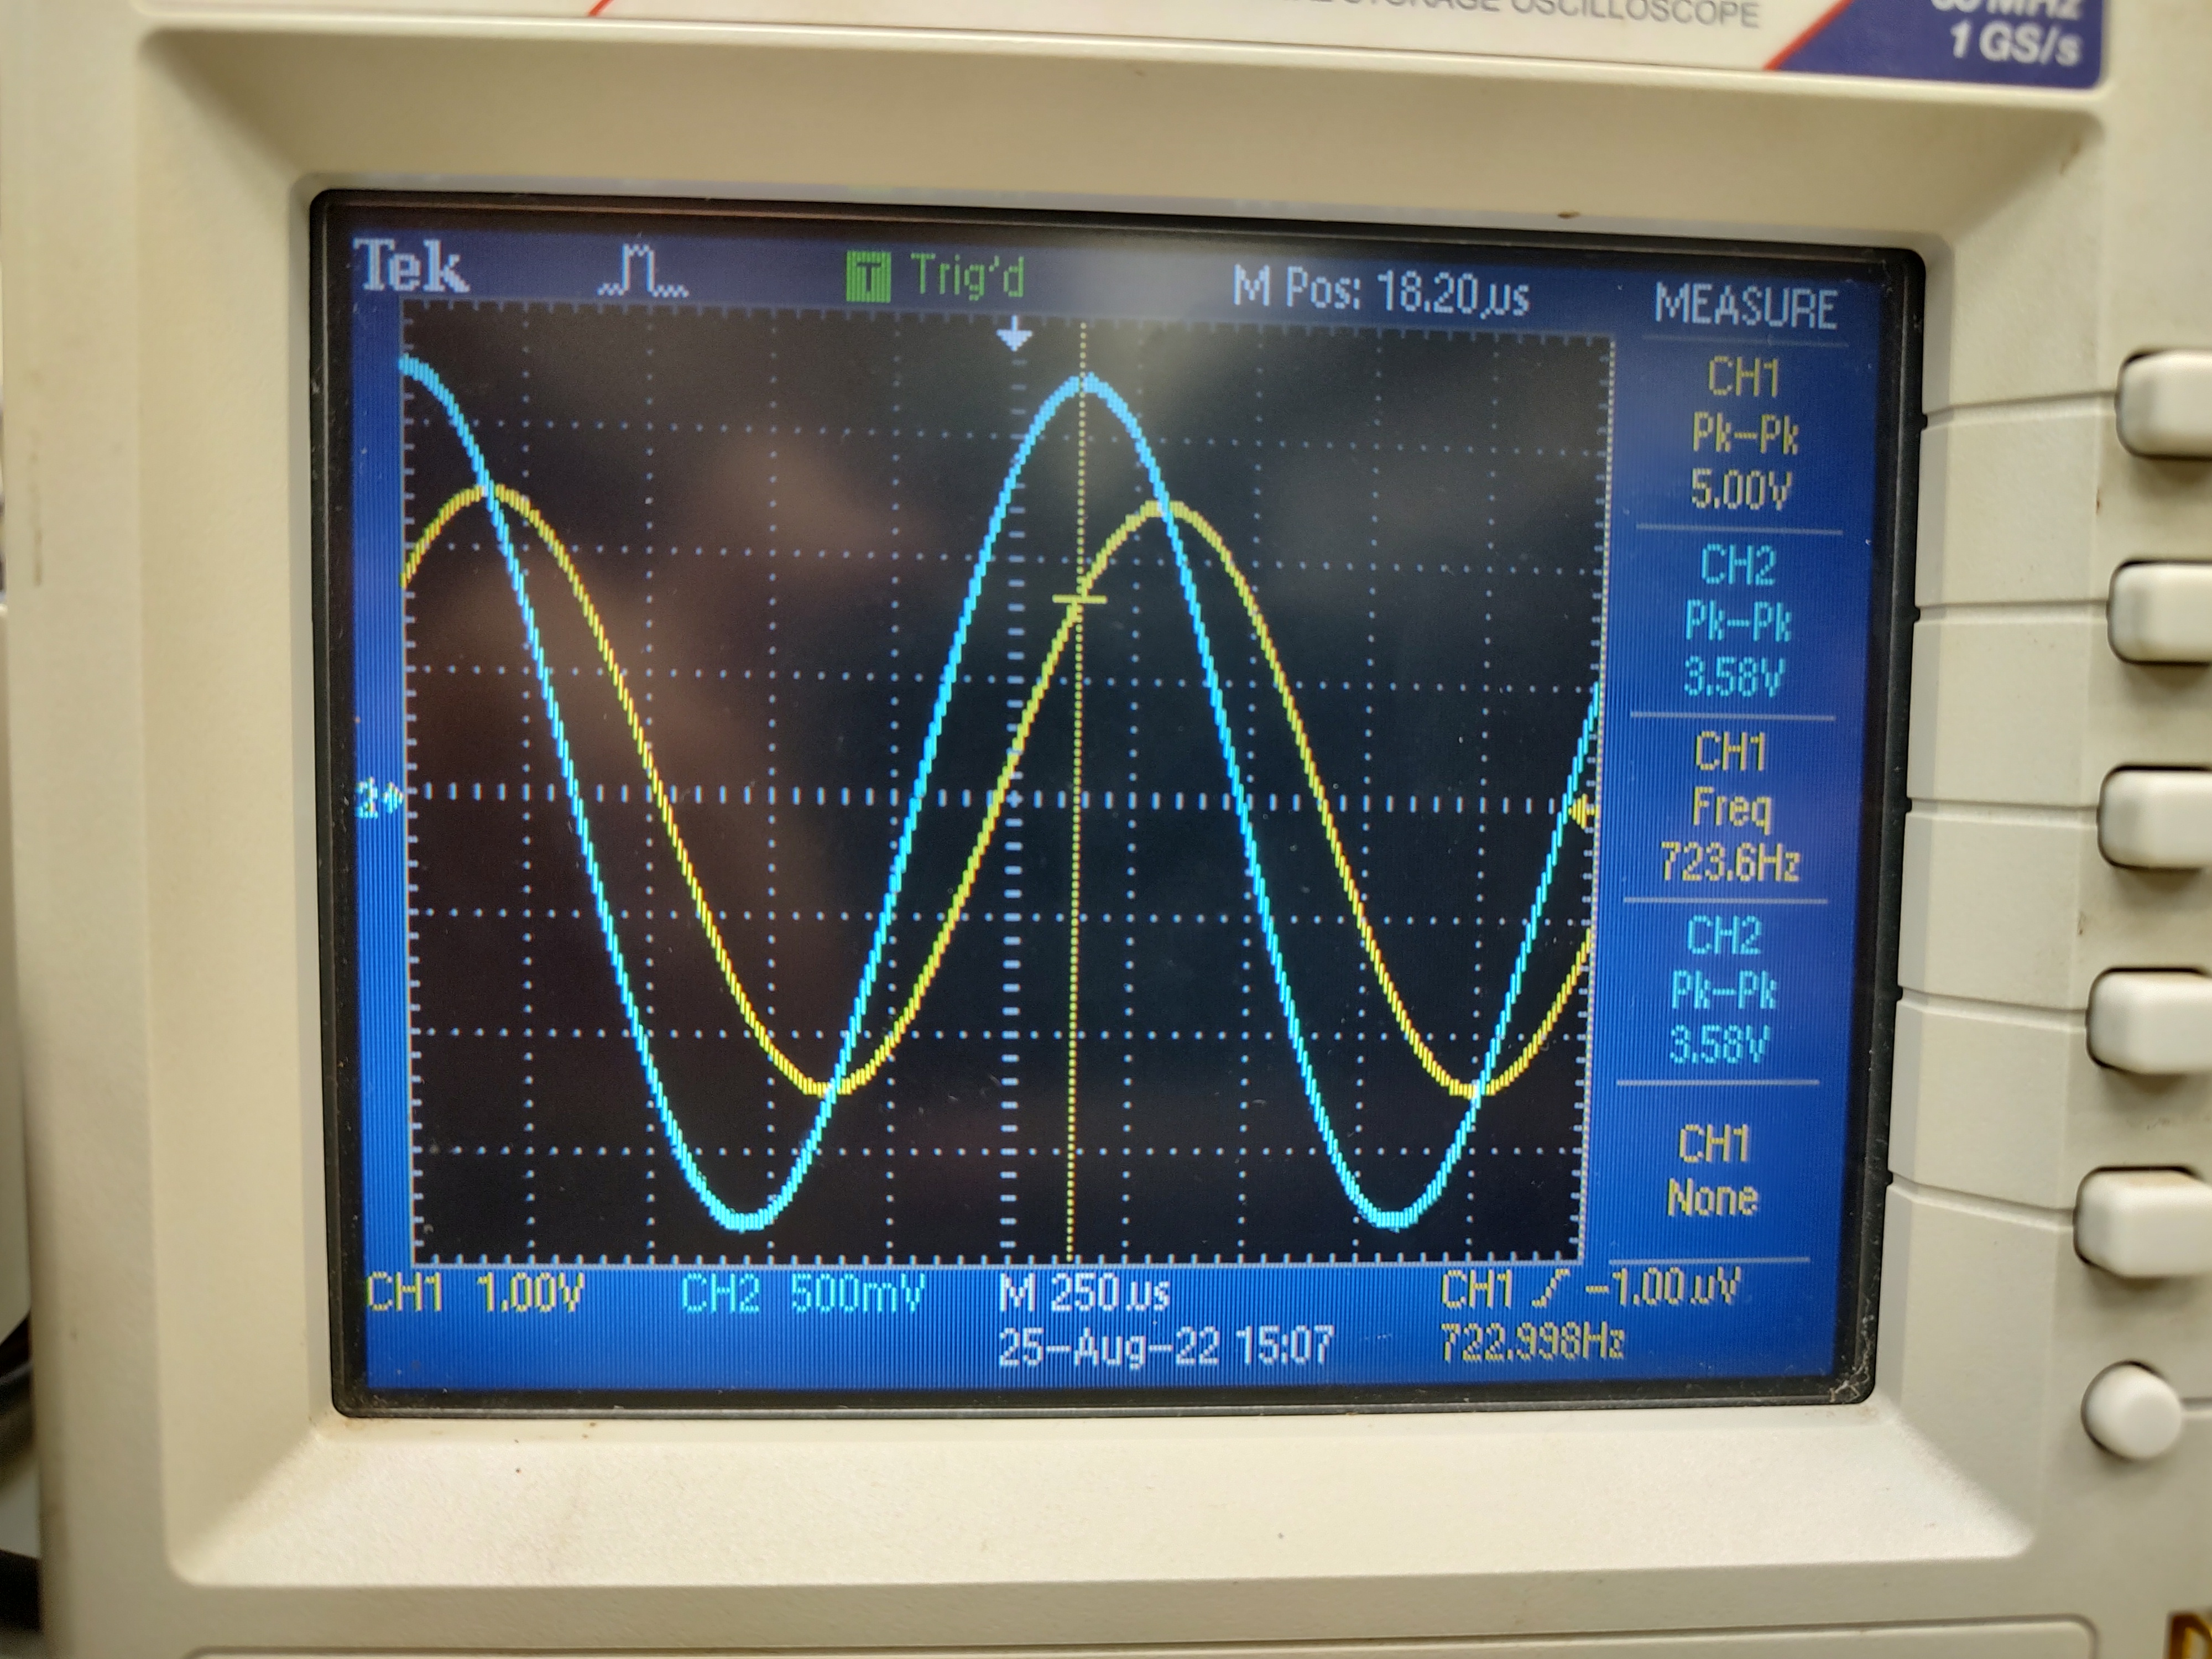 STORAGE OSCILLOSCOPE
60 MHz
1 GS/s
Tek
T Trig'd
M Pos: 18.20µs
MEASURE
CH1
Pk-Pk
5.00V
CH2
Pk-Pk
3.58V
CH1
Freq
723.6Hz
CH2
Pk-Pk
3.58V
CH1
None
CH1 1.00V
CH2 500mV
M 250µs
CH1 -1.00µV
25-Aug-22 15:07
722.998Hz